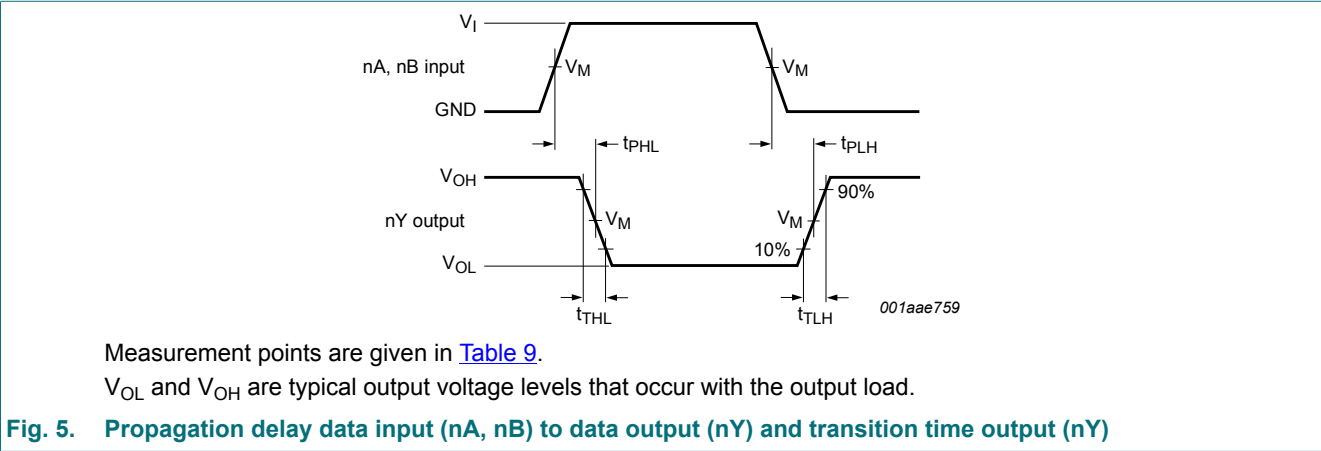 VI
nA, nB input
VM
VM
GND
tPHL
tPLH
VOH
90%
nY output
VM
VM
10%
VOL
tTHL
tTLH
001aae759
Measurement points are given in Table 9.
VOL and VOH are typical output voltage levels that occur with the output load.
Fig. 5. Propagation delay data input (nA, nB) to data output (nY) and transition time output (nY)